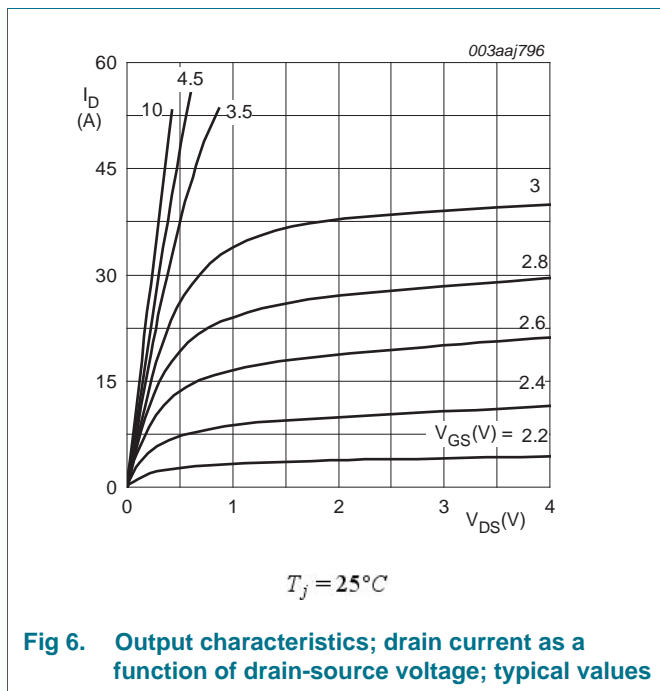 003aaj796
60
I_D
(A)
10
4.5
3.5
45
3
30
2.8
2.6
15
2.4
V_GS(V) = 2.2
0
0
1
2
3
4
V_DS(V)
T_j = 25°C
Fig 6. Output characteristics; drain current as a
function of drain-source voltage; typical values